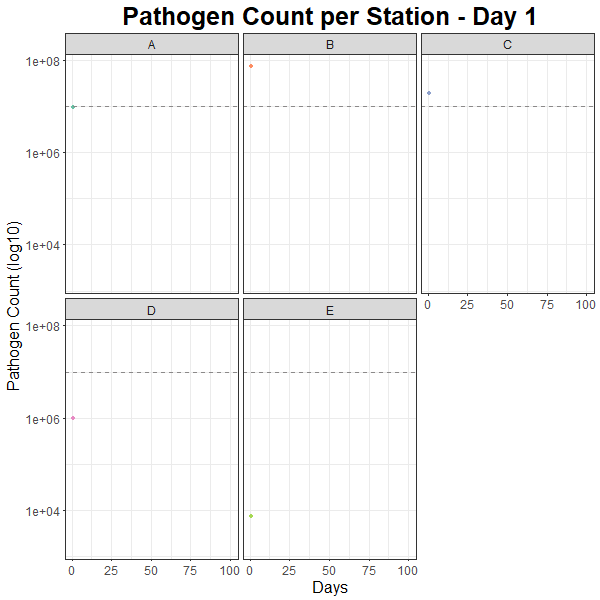 Pathogen Count per Station - Day 1
A B C
1e+08
1e+06
1e+04
0 25 50 75 100
D E
1e+08
1e+06
1e+04
0 25 50 75 100 0 25 50 75 100
Days
Pathogen Count (log10)